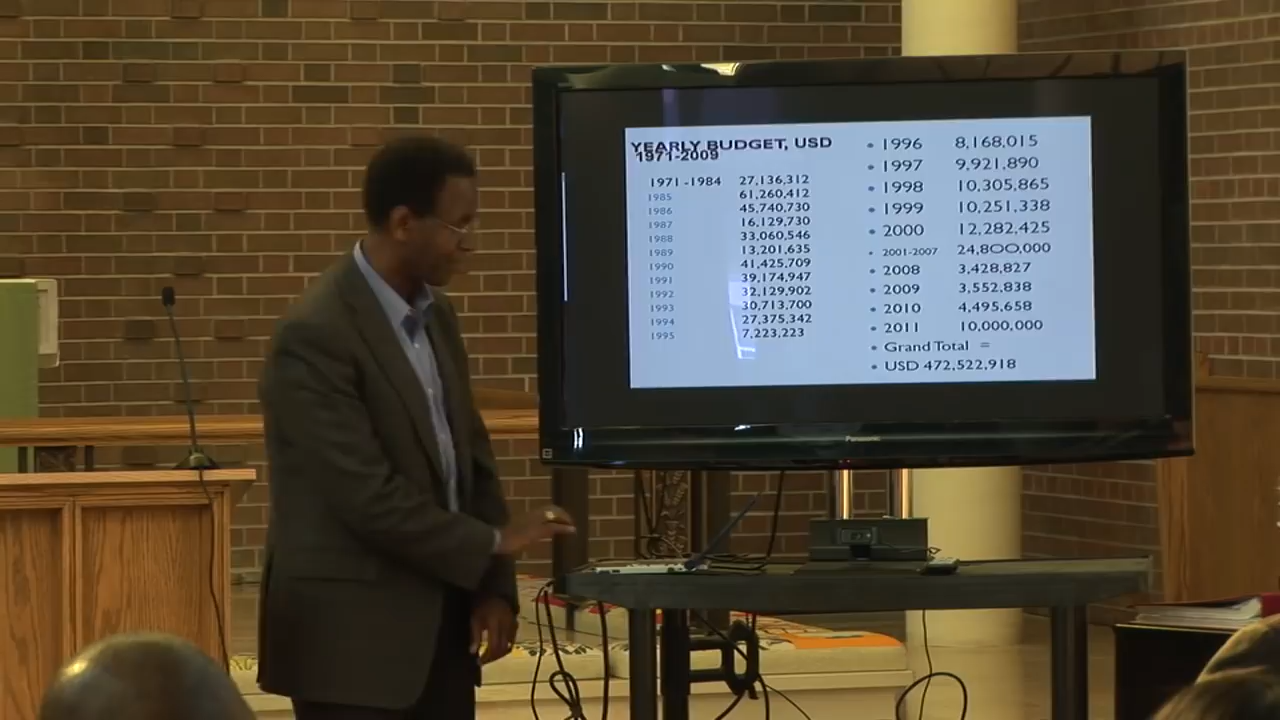 YEARLY BUDGET, USD
1971-2009
1971 -1984 27,136,312
1985 61,260,412
1986 45,740,730
1987 16,129,730
1988 33,060,546
1989 13,201,635
1990 41,425,709
1991 39,174,947
1992 32,129,902
1993 30,713,700
1994 27,375,342
1995 7,223,223
• 1996 8,168,015
• 1997 9,921,890
• 1998 10,305,865
• 1999 10,251,338
• 2000 12,282,425
• 2001-2007 24,800,000
• 2008 3,428,827
• 2009 3,552,838
• 2010 4,495,658
• 2011 10,000,000
• Grand Total =
• USD 472,522,918
Panasonic